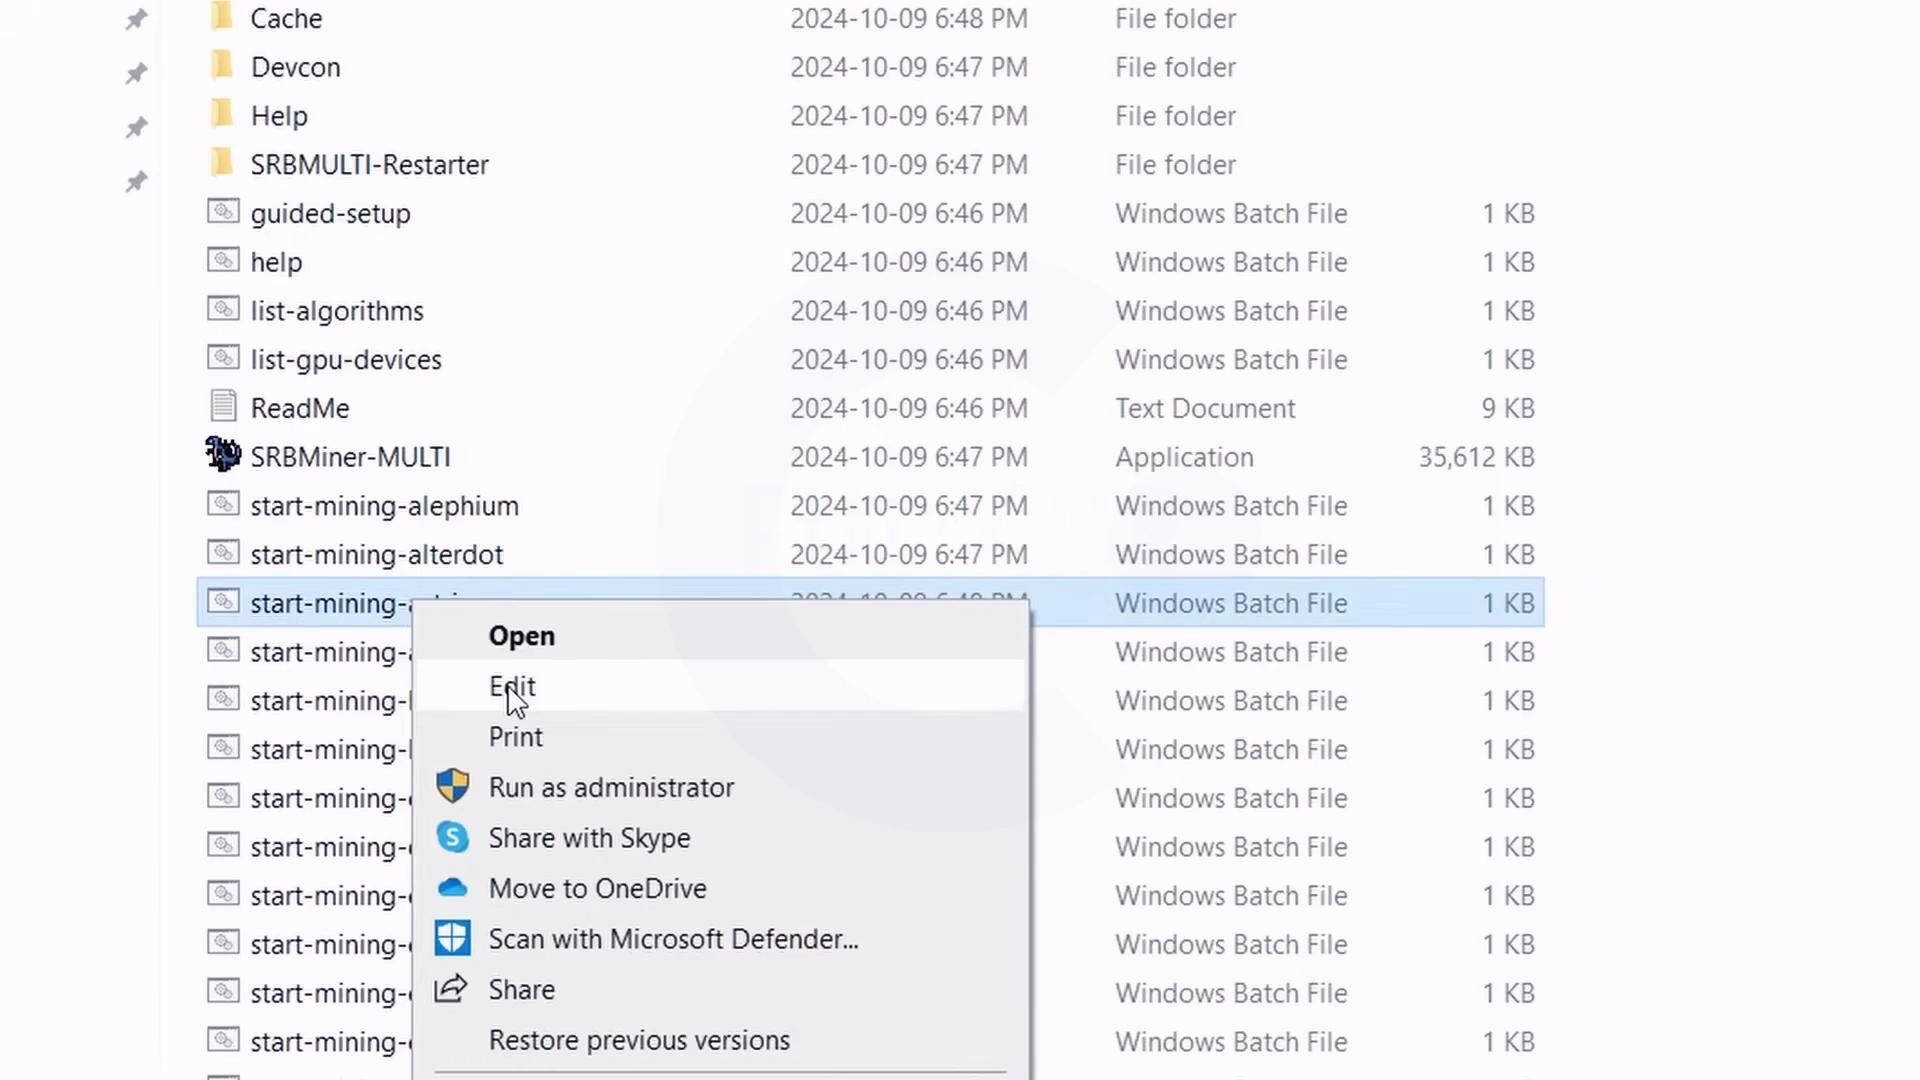 Cache 2024-10-09 6:48 PM File folder
Devcon 2024-10-09 6:47 PM File folder
Help 2024-10-09 6:47 PM File folder
SRBMULTI-Restarter 2024-10-09 6:47 PM File folder
guided-setup 2024-10-09 6:46 PM Windows Batch File 1 KB
help 2024-10-09 6:46 PM Windows Batch File 1 KB
list-algorithms 2024-10-09 6:46 PM Windows Batch File 1 KB
list-gpu-devices 2024-10-09 6:46 PM Windows Batch File 1 KB
ReadMe 2024-10-09 6:46 PM Text Document 9 KB
SRBMiner-MULTI 2024-10-09 6:47 PM Application 35,612 KB
start-mining-alephium 2024-10-09 6:47 PM Windows Batch File 1 KB
start-mining-alterdot 2024-10-09 6:47 PM Windows Batch File 1 KB
start-mining- Windows Batch File 1 KB
start-mining- Windows Batch File 1 KB
start-mining- Windows Batch File 1 KB
start-mining- Windows Batch File 1 KB
start-mining- Windows Batch File 1 KB
start-mining- Windows Batch File 1 KB
start-mining- Windows Batch File 1 KB
start-mining- Windows Batch File 1 KB
start-mining- Windows Batch File 1 KB
start-mining- Windows Batch File 1 KB
Open
Edit
Print
Run as administrator
Share with Skype
Move to OneDrive
Scan with Microsoft Defender...
Share
Restore previous versions